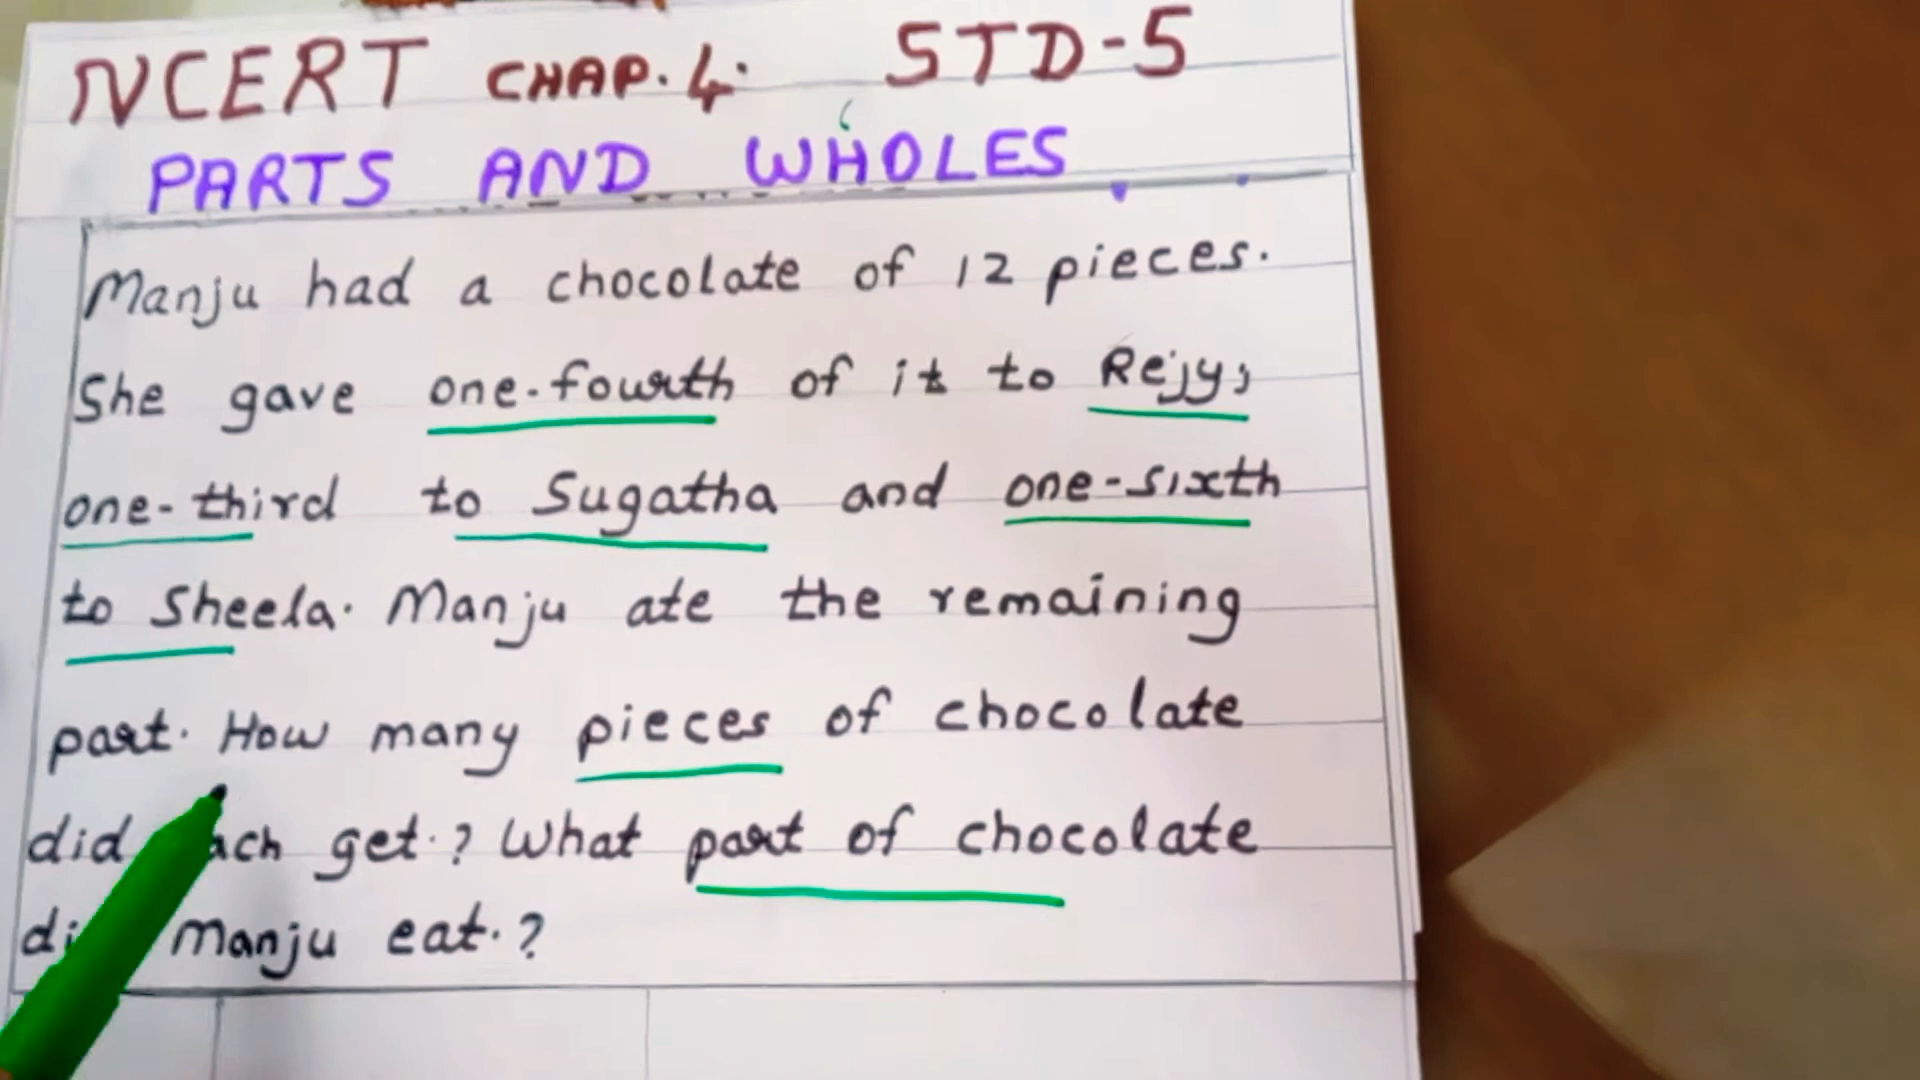 NCERT CHAP. 4. STD-5
PARTS AND WHOLES
Manju had a chocolate of 12 pieces.
She gave one-fourth of it to Rejy,
one-third to Sugatha and one-sixth
to Sheela. Manju ate the remaining
part. How many pieces of chocolate
did ach get.? What part of chocolate
di Manju eat.?